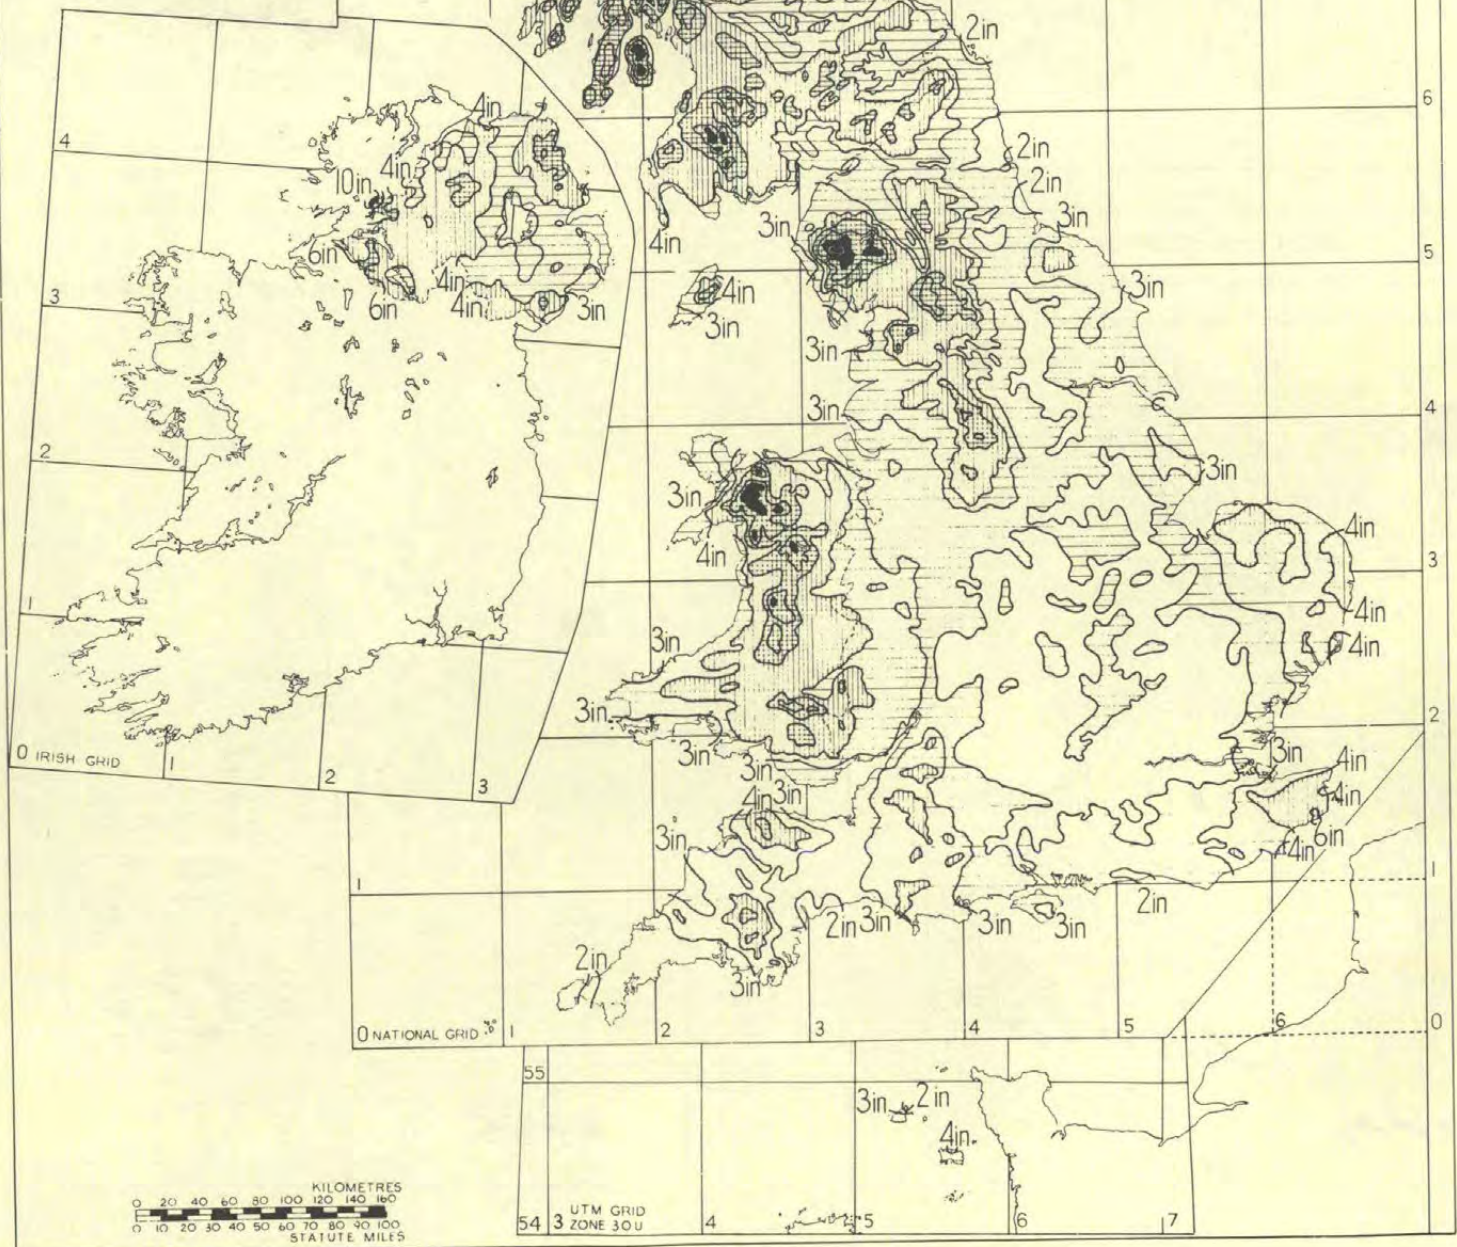 2in
6
4in
4
2in
4in
10in
2in
3in
3in
4in
6in
5
4in
3in
4in
3
6in
4in
3in
3in
3in
3in
4
2
3in
3in
4in
4in
3
1
4in
3in
4in
3in
2
3in
3in
0 IRISH GRID
1
2
3
3in
4in
3in
4in 3in
4in
3in
6in
4in
1
1
2in
2in 3in
3in
3in
2in
3in
0 NATIONAL GRID
1
2
3
4
5
6
0
55
3in
2in
4in
KILOMETRES
0 20 40 60 80 100 120 140 160
0 10 20 30 40 50 60 70 80 90 100
STATUTE MILES
54
3
UTM GRID
ZONE 30U
4
5
6
7